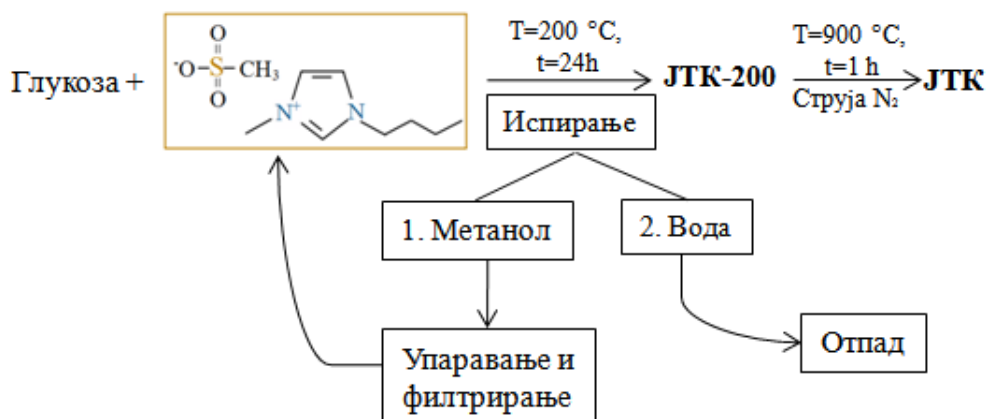 Глукоза +
O
⁻O—S—CH₃
O
N⁺
N
T=200 °C,
t=24h
ЈТК-200
T=900 °C,
t=1 h
Струја N₂
ЈТК
Испирање
1. Метанол
2. Вода
Упаравање и
филтрирање
Отпад